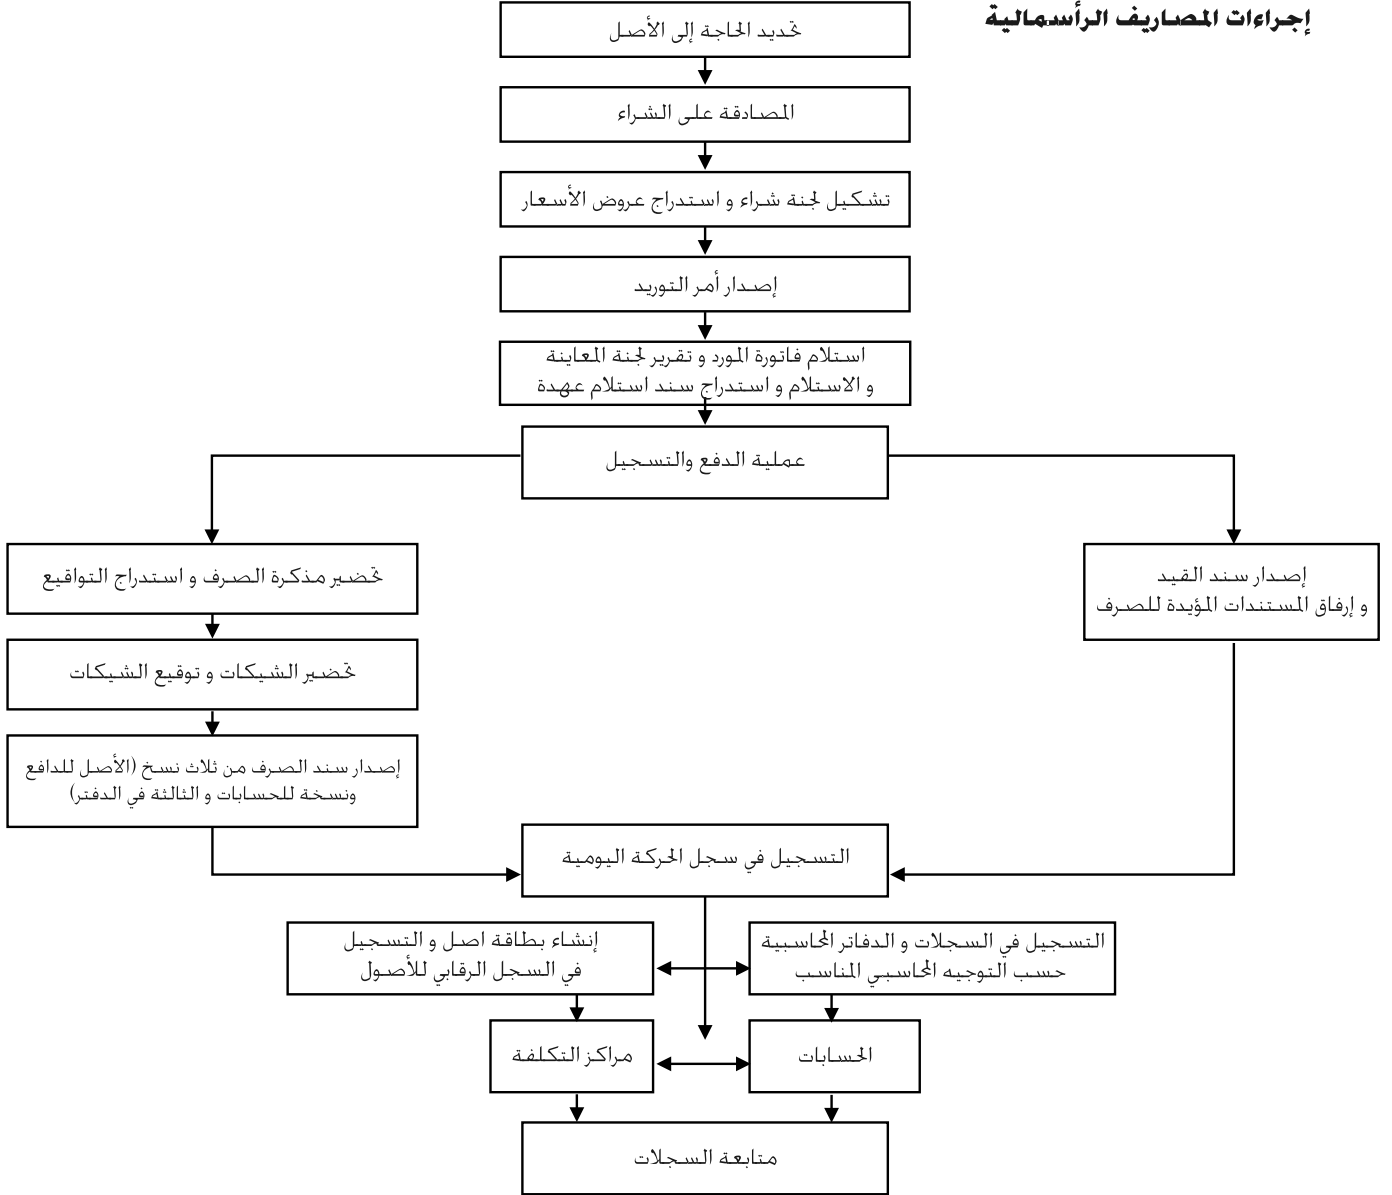 إجراءات المصاريف الرأسمالية
تحديد الحاجة إلى الأصل
المصادقة على الشراء
تشكيل لجنة شراء و استدراج عروض الأسعار
إصدار أمر التوريد
استلام فاتورة المورد و تقرير لجنة المعاينة
و الاستلام و استدراج سند استلام عهدة
عملية الدفع والتسجيل
إصدار سند القيد
و إرفاق المستندات المؤيدة للصرف
تحضير مذكرة الصرف و استدراج التواقيع
تحضير الشيكات و توقيع الشيكات
إصدار سند الصرف من ثلاث نسخ (الأصل للدافع
ونسخة للحسابات و الثالثة في الدفتر)
التسجيل في سجل الحركة اليومية
التسجيل في السجلات و الدفاتر المحاسبية
حسب التوجيه المحاسبي المناسب
إنشاء بطاقة اصل و التسجيل
في السجل الرقابي للأصول
الحسابات
مراكز التكلفة
متابعة السجلات